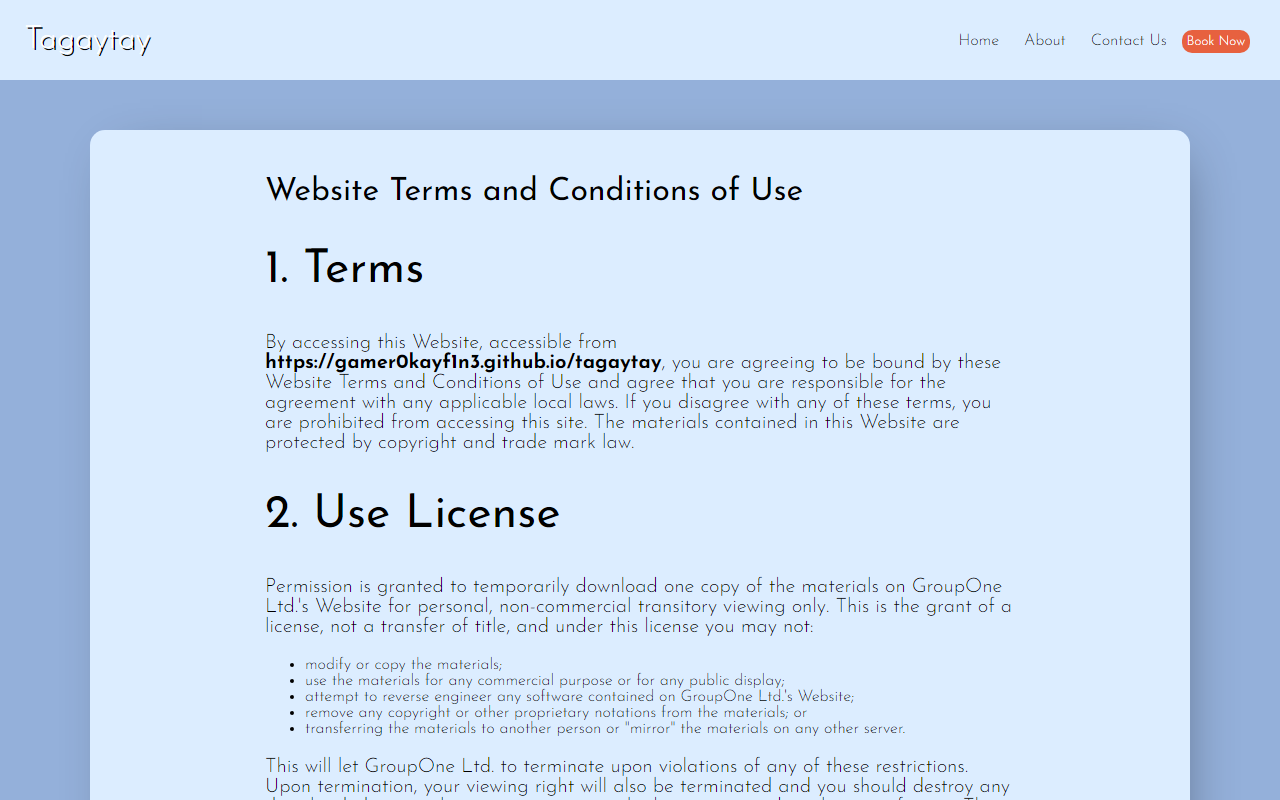 Tagaytay
Home
About
Contact Us
Book Now
Website Terms and Conditions of Use
1. Terms
By accessing this Website, accessible from
https://gamer0kayf1n3.github.io/tagaytay, you are agreeing to be bound by these
Website Terms and Conditions of Use and agree that you are responsible for the
agreement with any applicable local laws. If you disagree with any of these terms, you
are prohibited from accessing this site. The materials contained in this Website are
protected by copyright and trade mark law.
2. Use License
Permission is granted to temporarily download one copy of the materials on GroupOne
Ltd.'s Website for personal, non-commercial transitory viewing only. This is the grant of a
license, not a transfer of title, and under this license you may not:
modify or copy the materials;
use the materials for any commercial purpose or for any public display;
attempt to reverse engineer any software contained on GroupOne Ltd.'s Website;
remove any copyright or other proprietary notations from the materials; or
transferring the materials to another person or "mirror" the materials on any other server.
This will let GroupOne Ltd. to terminate upon violations of any of these restrictions.
Upon termination, your viewing right will also be terminated and you should destroy any